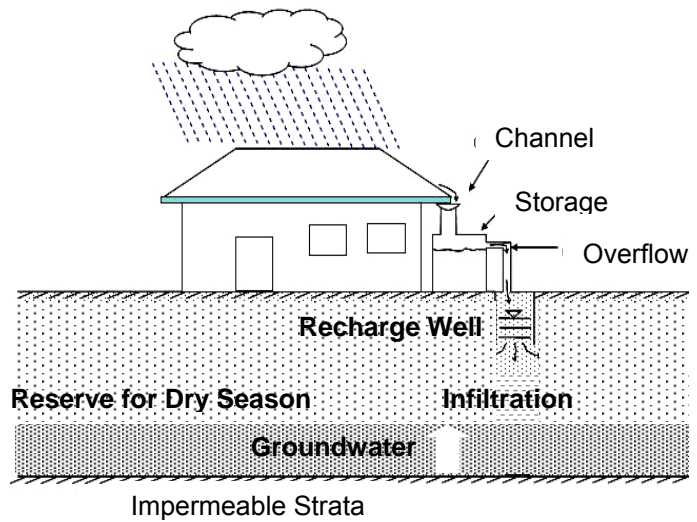 Channel
Storage
Overflow
Recharge Well
Reserve for Dry Season
Infiltration
Groundwater
Impermeable Strata